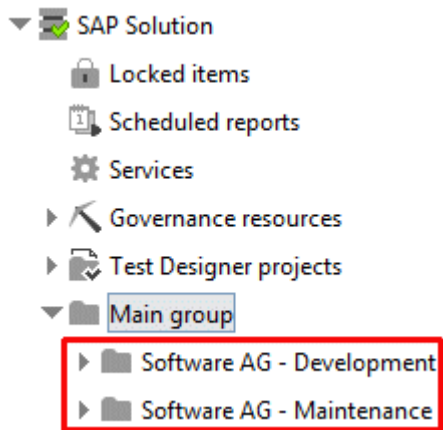 SAP Solution
Locked items
Scheduled reports
Services
Governance resources
Test Designer projects
Main group
Software AG - Development
Software AG - Maintenance